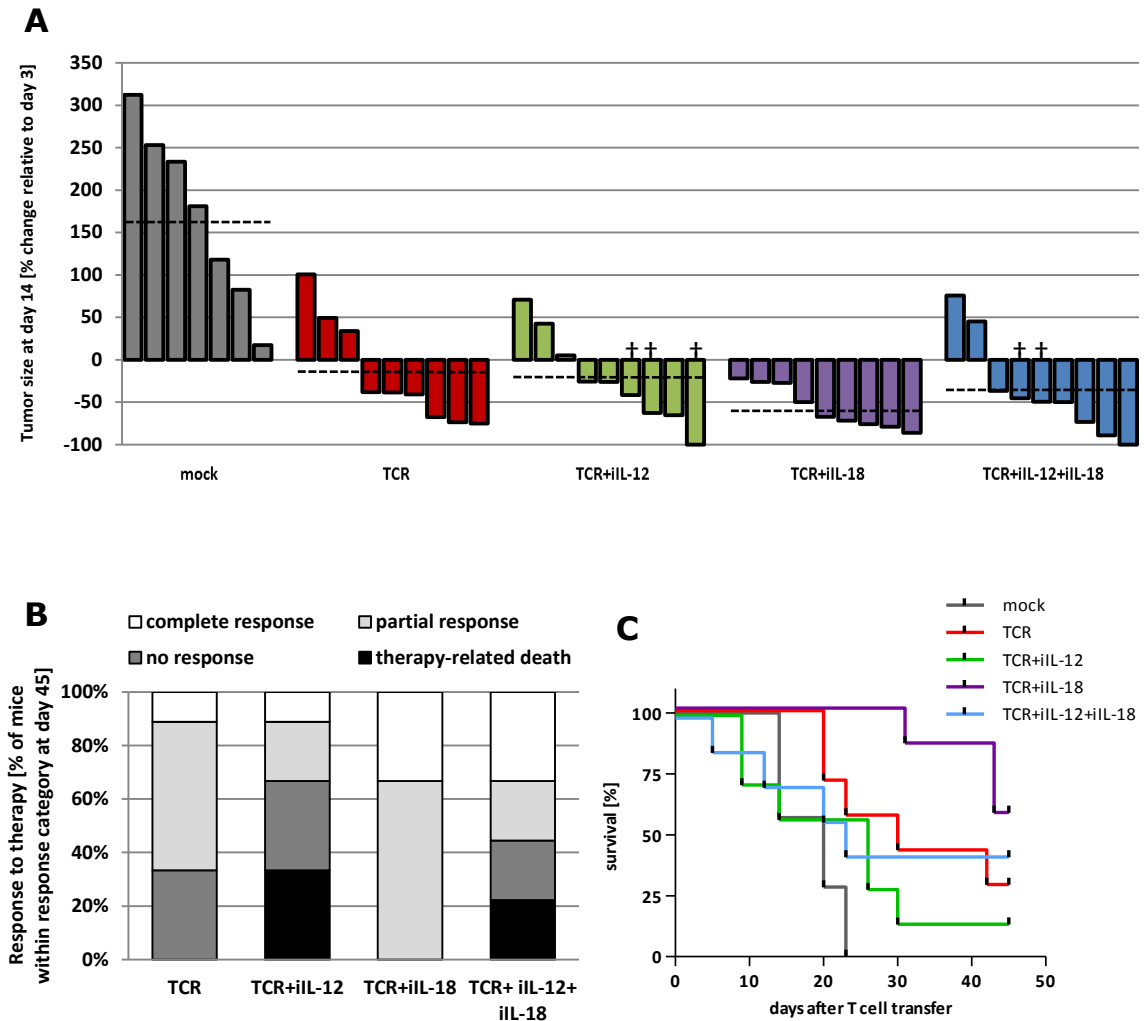 A
Tumor size at day 14 [% change relative to day 3]
350
300
250
200
150
100
50
0
-50
-100
‡ ‡ ‡
‡ ‡
mock TCR TCR+iIL-12 TCR+iIL-18 TCR+iIL-12+iIL-18
B
complete response partial response
no response therapy-related death
Response to therapy [% of mice
within response category at day 45]
100%
80%
60%
40%
20%
0%
TCR TCR+iIL-12 TCR+iIL-18 TCR+ iIL-12+
iIL-18
C
mock
TCR
TCR+iIL-12
TCR+iIL-18
TCR+iIL-12+iIL-18
survival [%]
100
75
50
25
0
0 10 20 30 40 50
days after T cell transfer